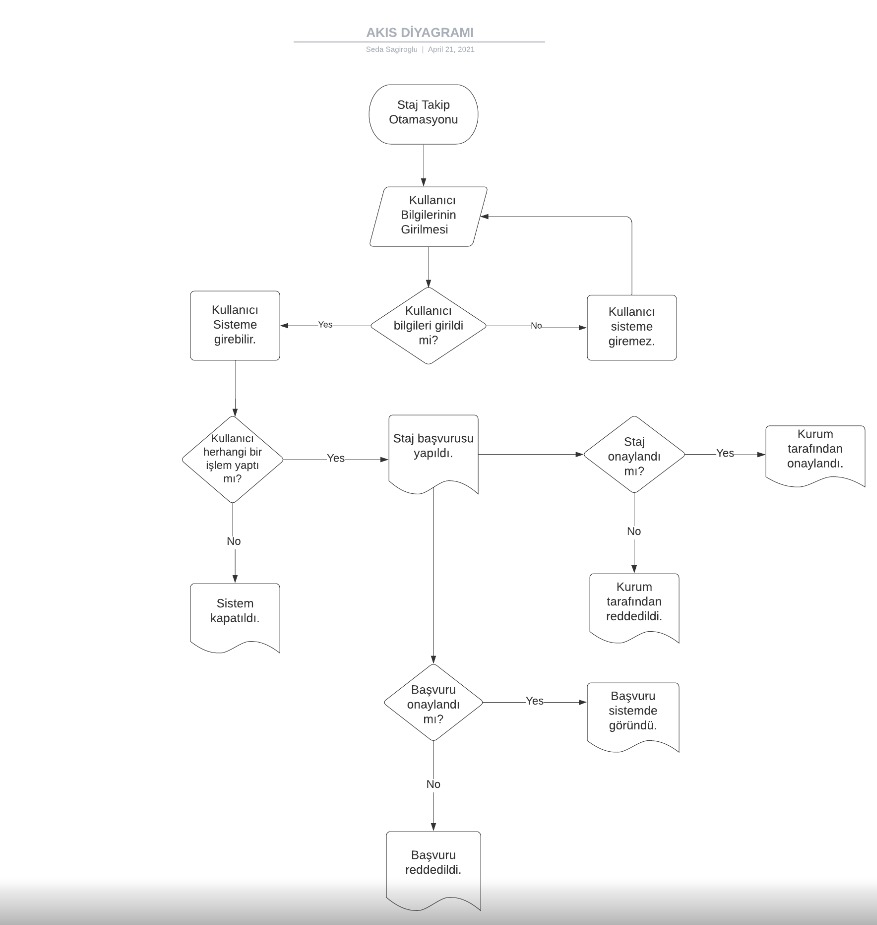 AKIS DİYAGRAMI
Seda Sagiroglu | April 21, 2021
Staj Takip
Otamasyonu
Kullanıcı
Bilgilerinin
Girilmesi
Kullanıcı
Sisteme
girebilir.
Yes
Kullanıcı
bilgileri girildi
mi?
No
Kullanıcı
sisteme
giremez.
Kullanıcı
herhangi bir
işlem yaptı
mı?
Yes
Staj başvurusu
yapıldı.
Staj
onaylandı
mı?
Yes
Kurum
tarafından
onaylandı.
No
No
Sistem
kapatıldı.
Kurum
tarafından
reddedildi.
Başvuru
onaylandı
mı?
Yes
Başvuru
sistemde
göründü.
No
Başvuru
reddedildi.